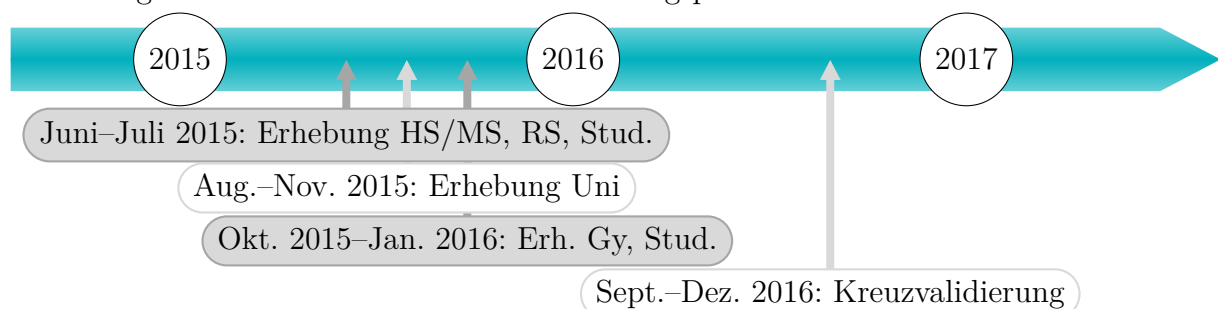 2015 2016 2017
Juni–Juli 2015: Erhebung HS/MS, RS, Stud.
Aug.–Nov. 2015: Erhebung Uni
Okt. 2015–Jan. 2016: Erh. Gy, Stud.
Sept.–Dez. 2016: Kreuzvalidierung